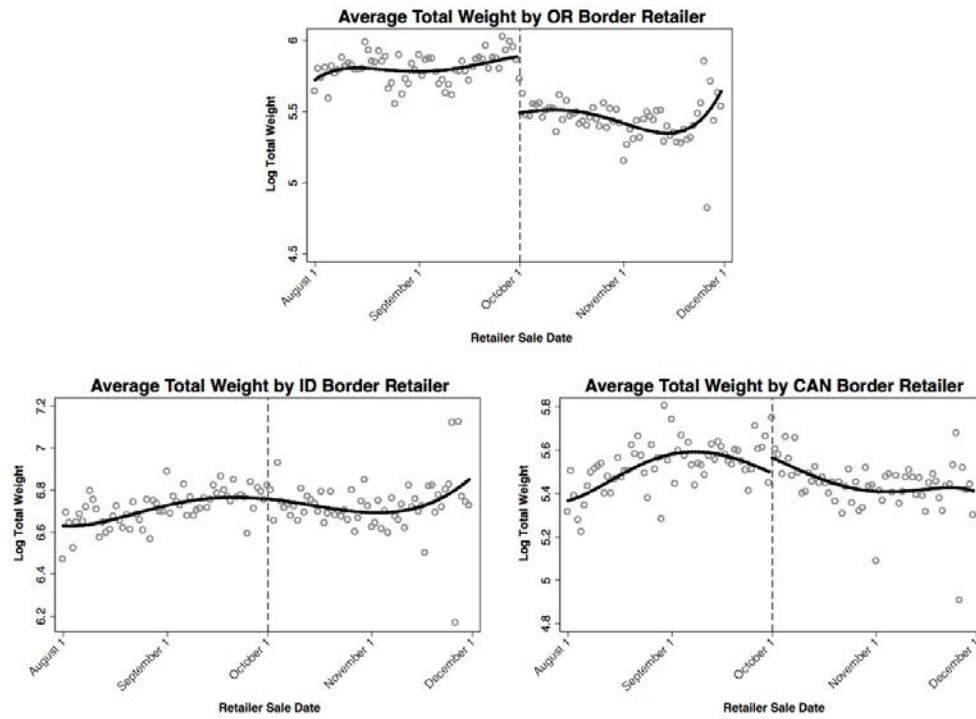 Average Total Weight by OR Border Retailer
Log Total Weight
6
5.5
5
4.5
August 1
September 1
October 1
November 1
December 1
Retailer Sale Date
Average Total Weight by ID Border Retailer
Log Total Weight
7.2
7
6.8
6.6
6.4
6.2
August 1
September 1
October 1
November 1
December 1
Retailer Sale Date
Average Total Weight by CAN Border Retailer
Log Total Weight
5.8
5.6
5.4
5.2
5
4.8
August 1
September 1
October 1
November 1
December 1
Retailer Sale Date